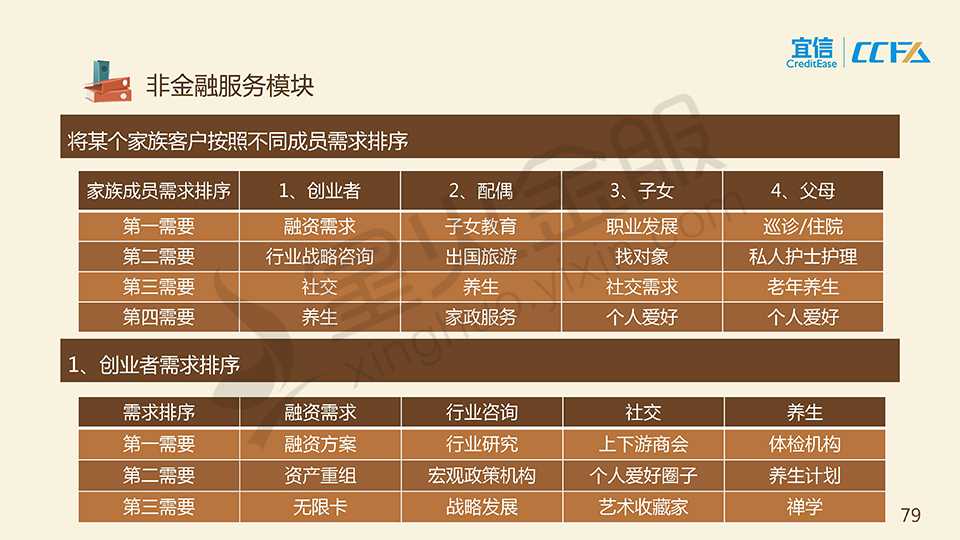 宜信
CreditEase
CCFA
非金融服务模块
将某个家族客户按照不同成员需求排序
家族成员需求排序 1、创业者 2、配偶 3、子女 4、父母
第一需要 融资需求 子女教育 职业发展 巡诊/住院
第二需要 行业战略咨询 出国旅游 找对象 私人护士护理
第三需要 社交 养生 社交需求 老年养生
第四需要 养生 家政服务 个人爱好 个人爱好
1、创业者需求排序
需求排序 融资需求 行业咨询 社交 养生
第一需要 融资方案 行业研究 上下游商会 体检机构
第二需要 资产重组 宏观政策机构 个人爱好圈子 养生计划
第三需要 无限卡 战略发展 艺术收藏家 禅学
79
星火金服
xinghuo.yixin.com